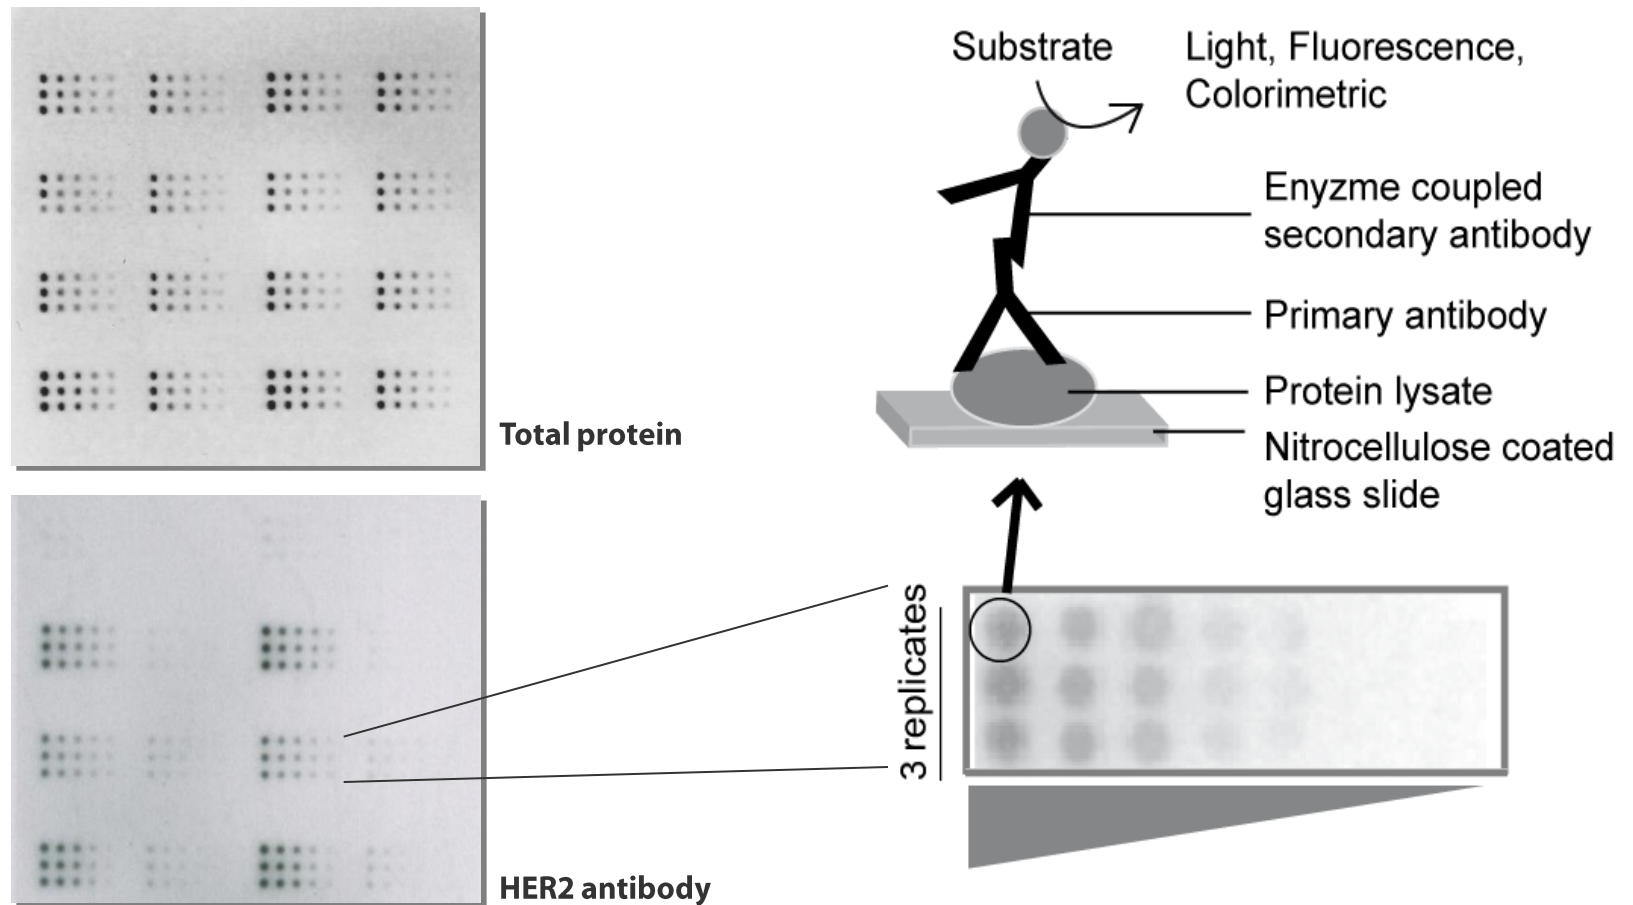 Total protein
HER2 antibody
Substrate
Light, Fluorescence,
Colorimetric
Enyzme coupled
secondary antibody
Primary antibody
Protein lysate
Nitrocellulose coated
glass slide
3 replicates